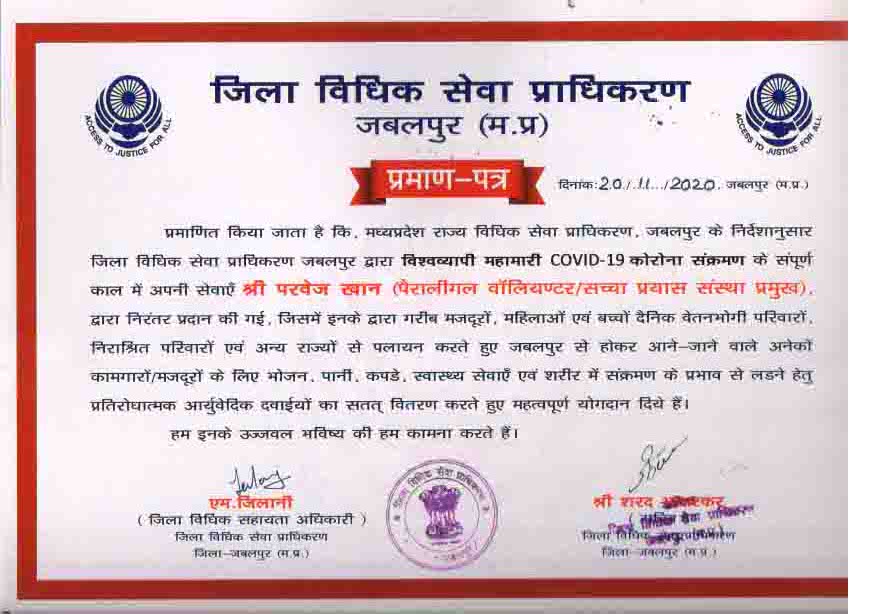 जिला विधिक सेवा प्राधिकरण
जबलपुर (म.प्र)
ACCESS TO JUSTICE FOR ALL
ACCESS TO JUSTICE FOR ALL
प्रमाण–पत्र
दिनांक: 20/11/2020. जबलपुर (म.प्र.)
प्रमाणित किया जाता है कि, मध्यप्रदेश राज्य विधिक सेवा प्राधिकरण, जबलपुर के निर्देशानुसार
जिला विधिक सेवा प्राधिकरण जबलपुर द्वारा विश्वव्यापी महामारी COVID-19 कोरोना संक्रमण के संपूर्ण
काल में अपनी सेवाएँ श्री परवेज खान (पैरालीगल वॉलियण्टर/सच्चा प्रयास संस्था प्रमुख),
द्वारा निरंतर प्रदान की गई, जिसमें इनके द्वारा गरीब मजदूरों, महिलाओं एवं बच्चों दैनिक वेतनभोगी परिवारों,
निराश्रित परिवारों एवं अन्य राज्यों से पलायन करते हुए जबलपुर से होकर आने–जाने वाले अनेकों
कामगारों/मजदूरों के लिए भोजन, पानी, कपडे, स्वास्थ्य सेवाएँ एवं शरीर में संक्रमण के प्रभाव से लडने हेतु
प्रतिरोधात्मक आर्युवेदिक दवाईयों का सतत् वितरण करते हुए महत्वपूर्ण योगदान दिये हैं।
हम इनके उज्जवल भविष्य की हम कामना करते हैं।
एम.जिलानी
( जिला विधिक सहायता अधिकारी )
जिला विधिक सेवा प्राधिकरण
जिला–जबलपुर (म.प्र.)
जिला विधिक सेवा प्राधिकरण
श्री शरद
जिला विधिक
जिला–जबलपुर (म.प्र.)